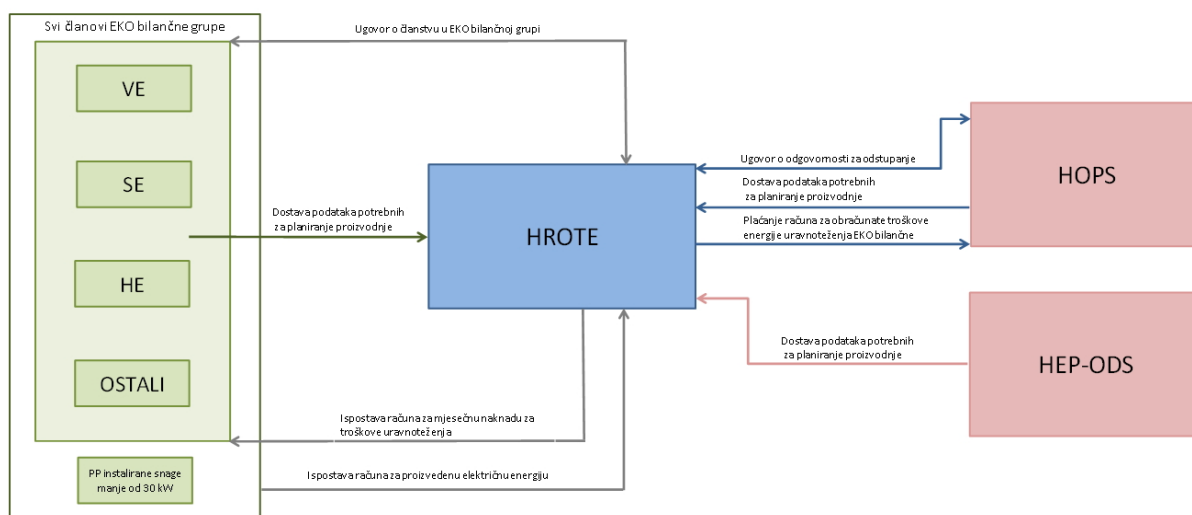 Svi članovi EKO bilančne grupe
VE
SE
HE
OSTALI
PP instalirane snage
manje od 30 kW
Ugovor o članstvu u EKO bilančnoj grupi
Dostava podataka potrebnih
za planiranje proizvodnje
HROTE
Ispostava računa za mjesečnu naknadu za
troškove uravnoteženja
Ispostava računa za proizvedenu električnu energiju
Ugovor o odgovornosti za odstupanje
Dostava podataka potrebnih
za planiranje proizvodnje
Plaćanje računa za obračunate troškove
energije uravnoteženja EKO bilančne
Dostava podataka potrebnih
za planiranje proizvodnje
HOPS
HEP-ODS